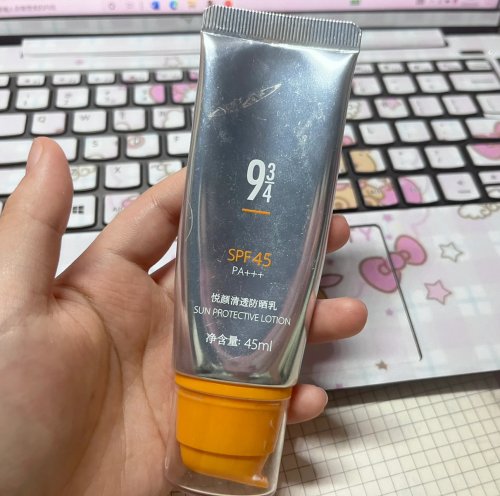 9¾
SPF45
PA+++
悦颜清透防晒乳
SUN PROTECTIVE LOTION
净含量: 45ml